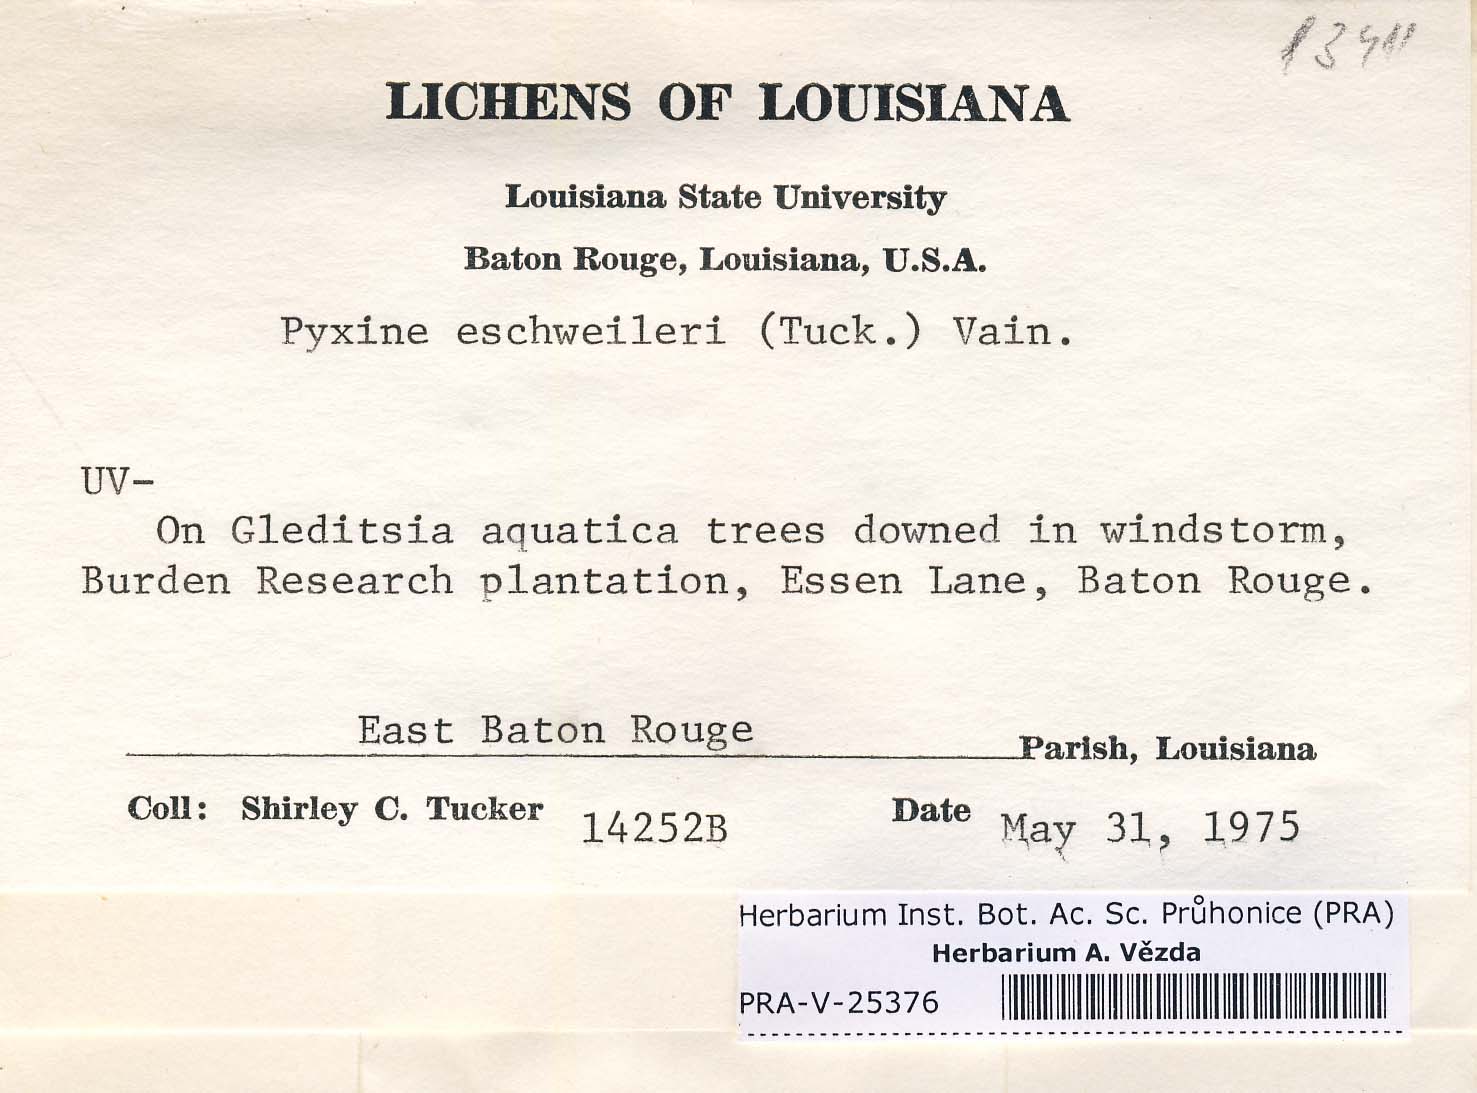 LICHENS OF LOUISIANA
Louisiana State University
Baton Rouge, Louisiana, U.S.A.
Pyxine eschweileri (Tuck.) Vain.
UV-
On Gleditsia aquatica trees downed in windstorm,
Burden Research plantation, Essen Lane, Baton Rouge.
East Baton Rouge Parish, Louisiana
Coll: Shirley C. Tucker 14252B Date May 31, 1975
Herbarium Inst. Bot. Ac. Sc. Průhonice (PRA)
Herbarium A. Vězda
PRA-V-25376